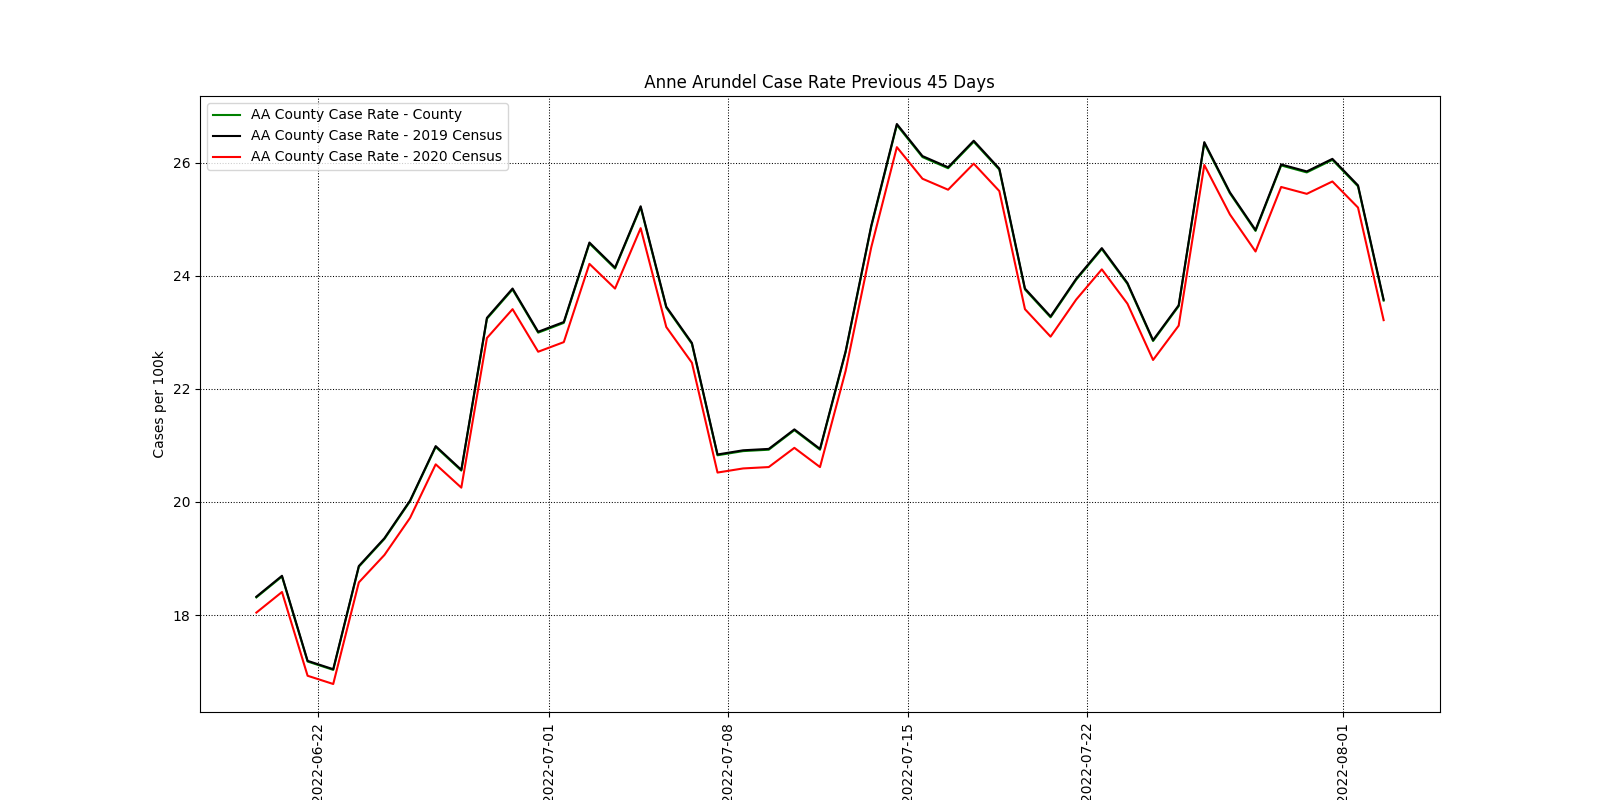 Anne Arundel Case Rate Previous 45 Days
AA County Case Rate - County
AA County Case Rate - 2019 Census
AA County Case Rate - 2020 Census
Cases per 100k
26
24
22
20
18
2022-06-22
2022-07-01
2022-07-08
2022-07-15
2022-07-22
2022-08-01